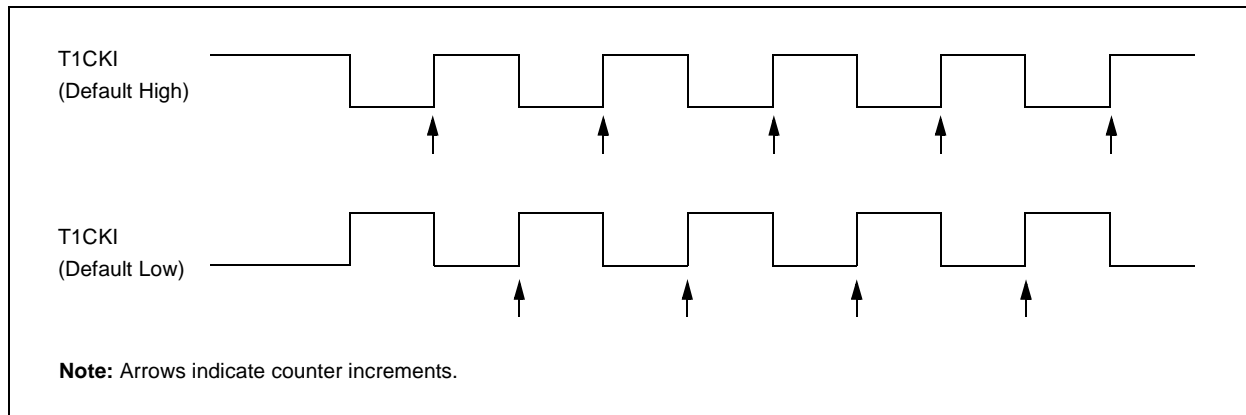 T1CKI
(Default High)
T1CKI
(Default Low)
Note: Arrows indicate counter increments.